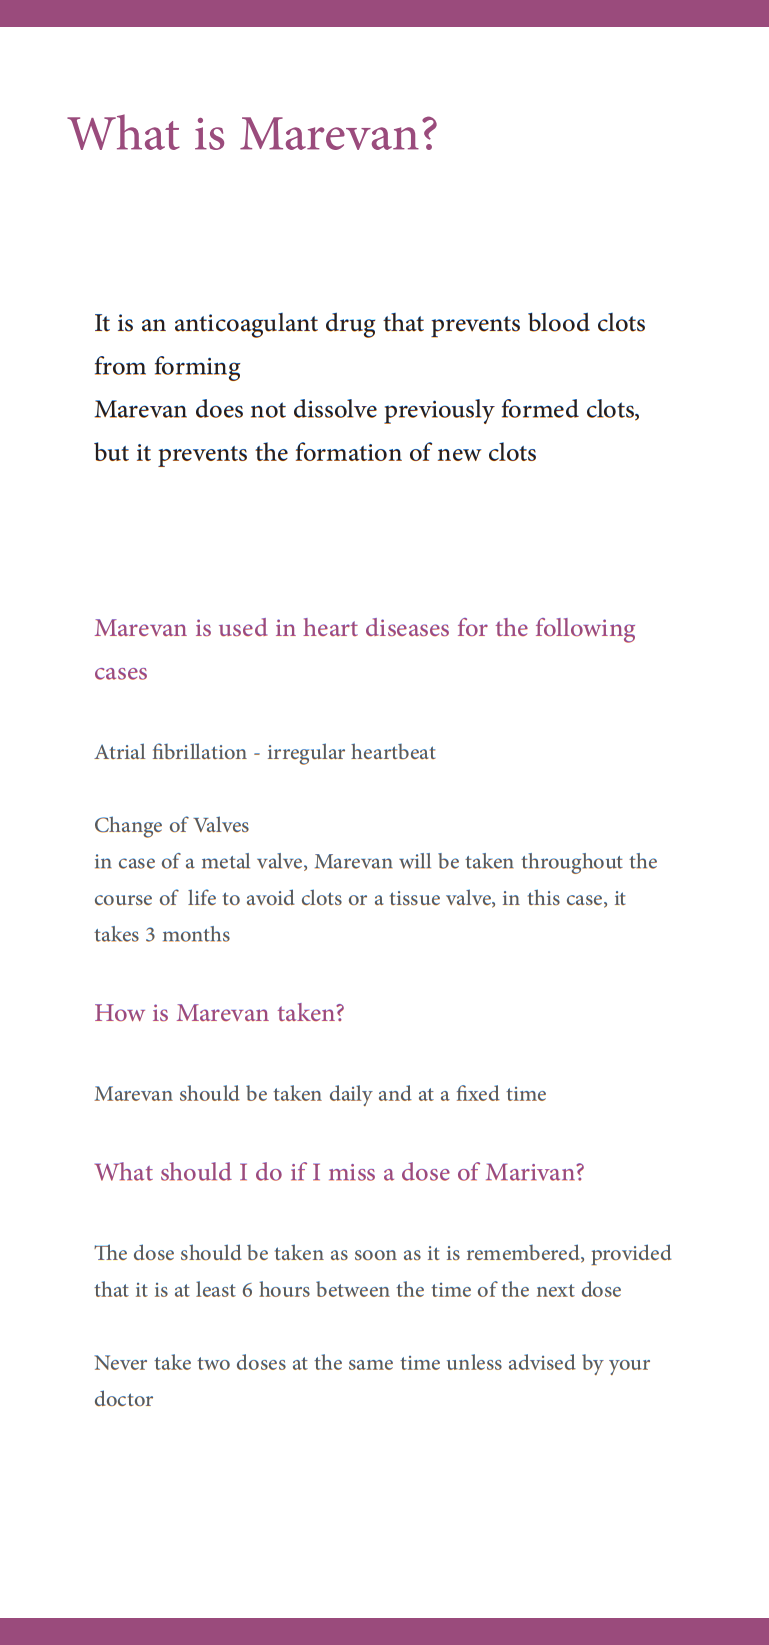 What is Marevan?
It is an anticoagulant drug that prevents blood clots
from forming
Marevan does not dissolve previously formed clots,
but it prevents the formation of new clots
Marevan is used in heart diseases for the following
cases
Atrial fibrillation - irregular heartbeat
Change of Valves
in case of a metal valve, Marevan will be taken throughout the
course of  life to avoid clots or a tissue valve, in this case, it
takes 3 months
How is Marevan taken?
Marevan should be taken daily and at a fixed time
What should I do if I miss a dose of Marivan?
The dose should be taken as soon as it is remembered, provided
that it is at least 6 hours between the time of the next dose
Never take two doses at the same time unless advised by your
doctor